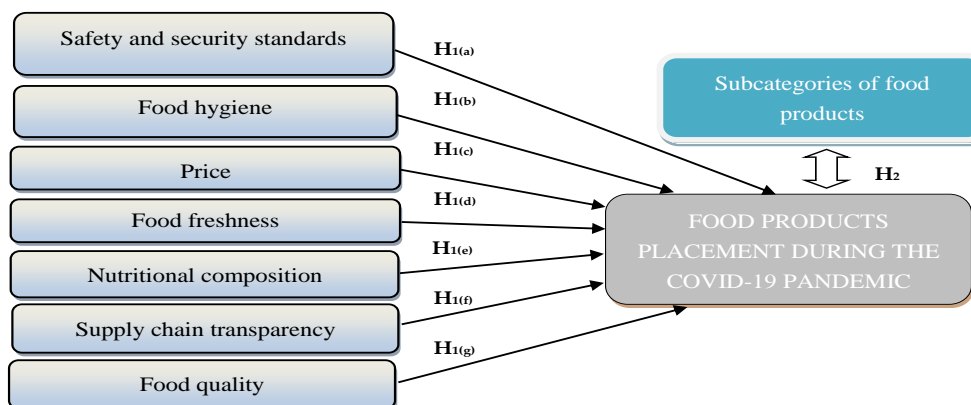 Safety and security standards
H1(a)
Food hygiene
H1(b)
Price
H1(c)
Food freshness
H1(d)
Nutritional composition
H1(e)
Supply chain transparency
H1(f)
Food quality
H1(g)
Subcategories of food
products
H2
FOOD PRODUCTS
PLACEMENT DURING THE
COVID-19 PANDEMIC